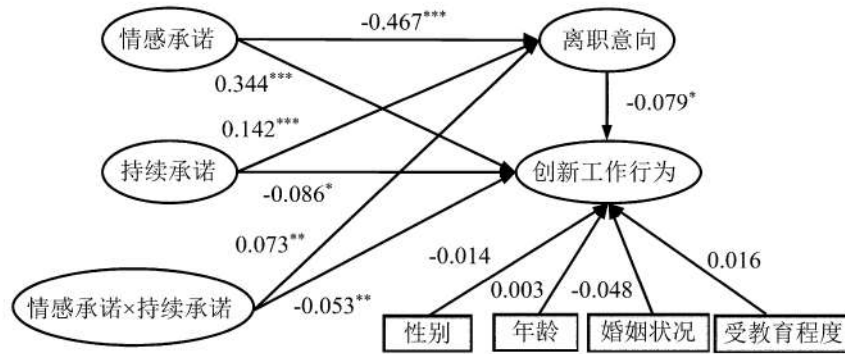 情感承诺
-0.467***
离职意向
0.344***
-0.079*
0.142***
持续承诺
-0.086*
创新工作行为
0.073**
-0.053**
情感承诺×持续承诺
-0.014
0.003
-0.048
0.016
性别
年龄
婚姻状况
受教育程度